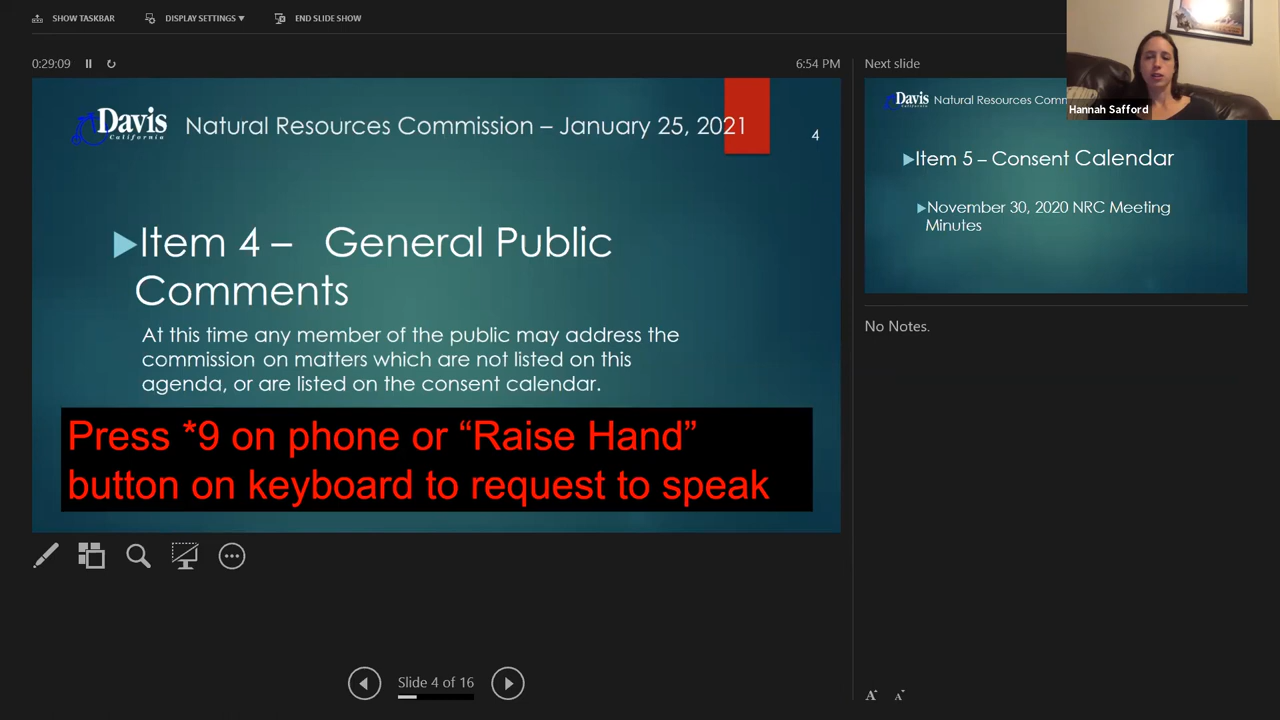 SHOW TASKBAR
DISPLAY SETTINGS ▼
END SLIDE SHOW
0:29:09
6:54 PM
Davis
California
Natural Resources Commission – January 25, 2021
4
Item 4 – General Public
Comments
At this time any member of the public may address the
commission on matters which are not listed on this
agenda, or are listed on the consent calendar.
Press *9 on phone or “Raise Hand”
button on keyboard to request to speak
Slide 4 of 16
Next slide
Hannah Safford
Davis
California
Natural Resources Comm
Item 5 – Consent Calendar
November 30, 2020 NRC Meeting
Minutes
No Notes.
A A